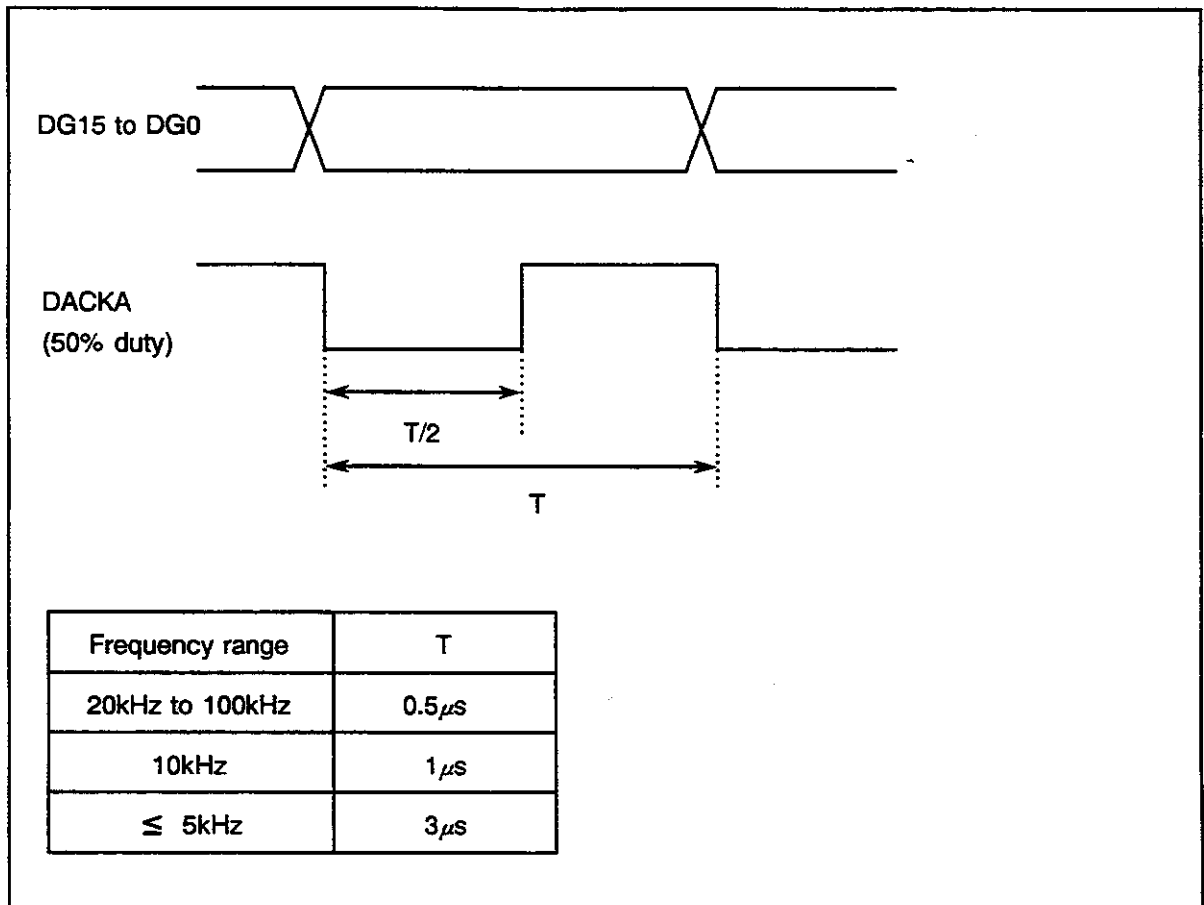 DG15 to DG0
DACKA
(50% duty)
T/2
T
Frequency range T
20kHz to 100kHz 0.5μs
10kHz 1μs
≦ 5kHz 3μs